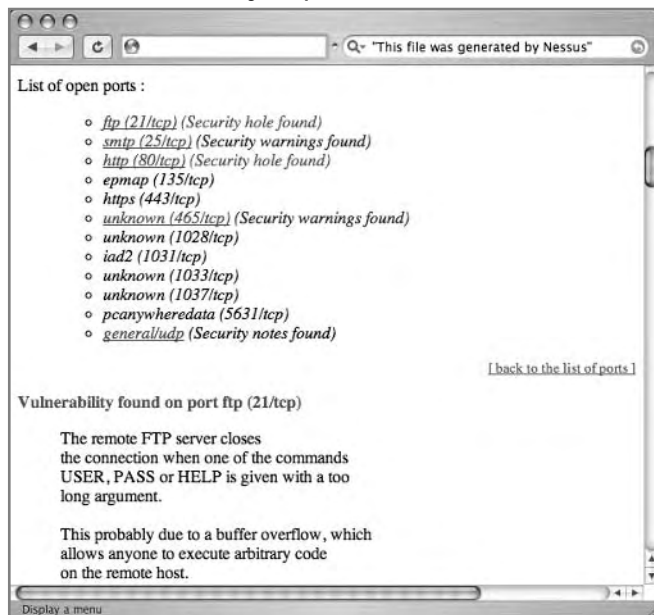 "This file was generated by Nessus"
List of open ports :
ftp (21/tcp) (Security hole found)
smtp (25/tcp) (Security warnings found)
http (80/tcp) (Security hole found)
epmap (135/tcp)
https (443/tcp)
unknown (465/tcp) (Security warnings found)
unknown (1028/tcp)
iad2 (1031/tcp)
unknown (1033/tcp)
unknown (1037/tcp)
pcanywheredata (5631/tcp)
general/udp (Security notes found)
[ back to the list of ports ]
Vulnerability found on port ftp (21/tcp)
The remote FTP server closes
the connection when one of the commands
USER, PASS or HELP is given with a too
long argument.
This probably due to a buffer overflow, which
allows anyone to execute arbitrary code
on the remote host.
Display a menu